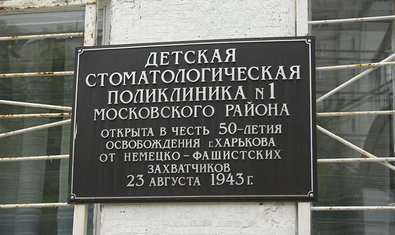 ДЕТСКАЯ
СТОМАТОЛОГИЧЕСКАЯ
ПОЛИКЛИНИКА №1
МОСКОВСКОГО РАЙОНА
ОТКРЫТА В ЧЕСТЬ 50-ЛЕТИЯ
ОСВОБОЖДЕНИЯ г.ХАРЬКОВА
ОТ НЕМЕЦКО-ФАШИСТСКИХ
ЗАХВАТЧИКОВ
23 АВГУСТА 1943 г.